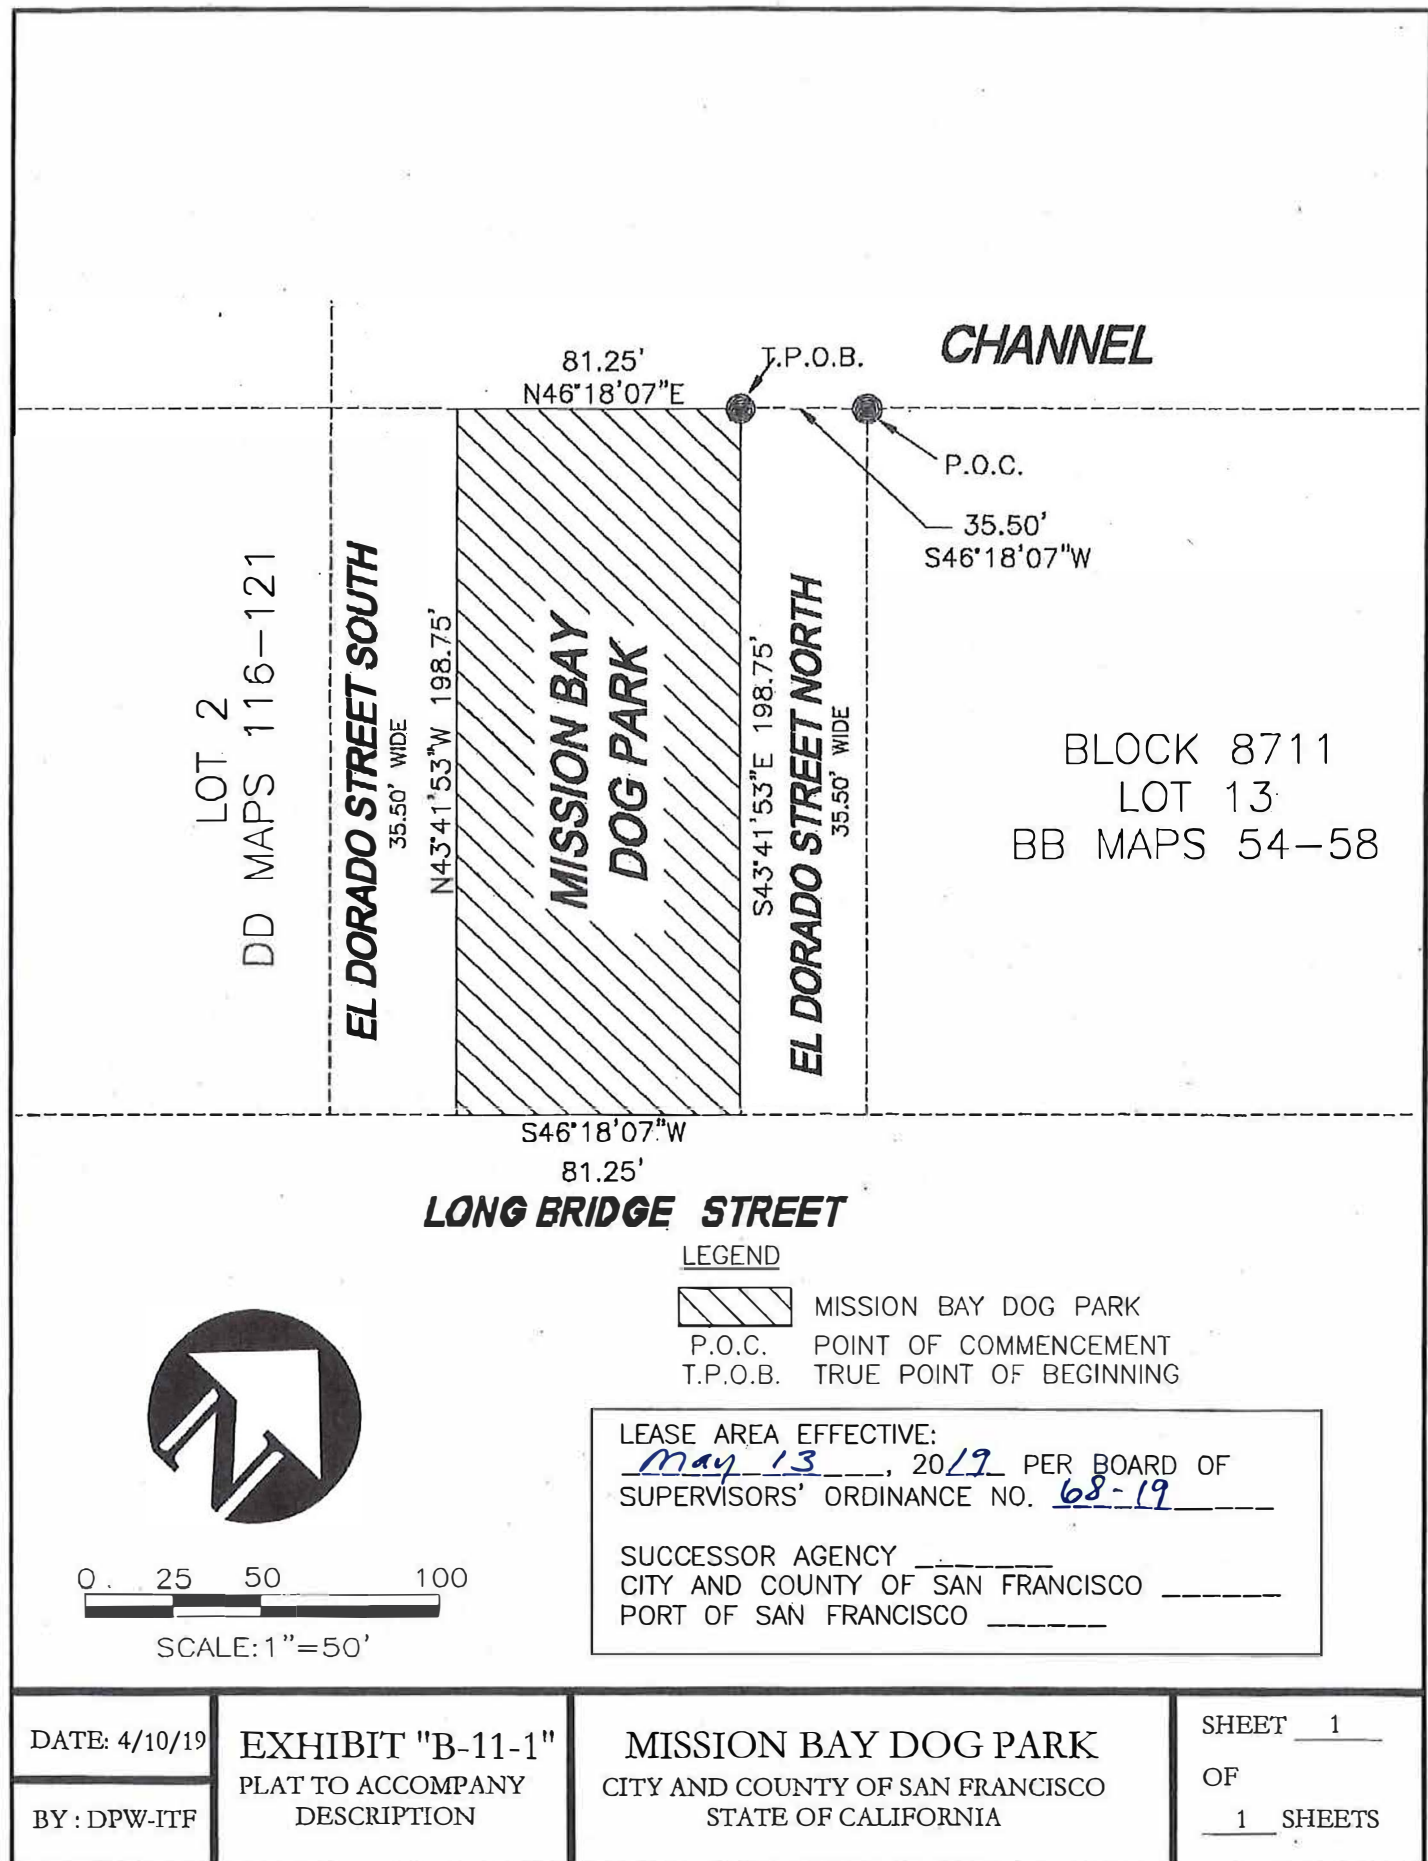 CHANNEL
81.25'
N46°18'07"E
T.P.O.B.
P.O.C.
35.50'
S46°18'07"W
LOT 2
DD MAPS 116-121
EL DORADO STREET SOUTH
35.50' WIDE
N43°41'53"W 198.75'
MISSION BAY
DOG PARK
S43°41'53"E 198.75'
EL DORADO STREET NORTH
35.50' WIDE
BLOCK 8711
LOT 13
BB MAPS 54-58
S46°18'07"W
81.25'
LONG BRIDGE STREET
LEGEND
MISSION BAY DOG PARK
P.O.C. POINT OF COMMENCEMENT
T.P.O.B. TRUE POINT OF BEGINNING
N
LEASE AREA EFFECTIVE:
May 13, 2019 PER BOARD OF
SUPERVISORS' ORDINANCE NO. 68-19
SUCCESSOR AGENCY _______
CITY AND COUNTY OF SAN FRANCISCO ______
PORT OF SAN FRANCISCO ______
0 25 50 100
SCALE: 1"=50'
DATE: 4/10/19
BY : DPW-ITF
EXHIBIT "B-11-1"
PLAT TO ACCOMPANY
DESCRIPTION
MISSION BAY DOG PARK
CITY AND COUNTY OF SAN FRANCISCO
STATE OF CALIFORNIA
SHEET 1
OF
1 SHEETS